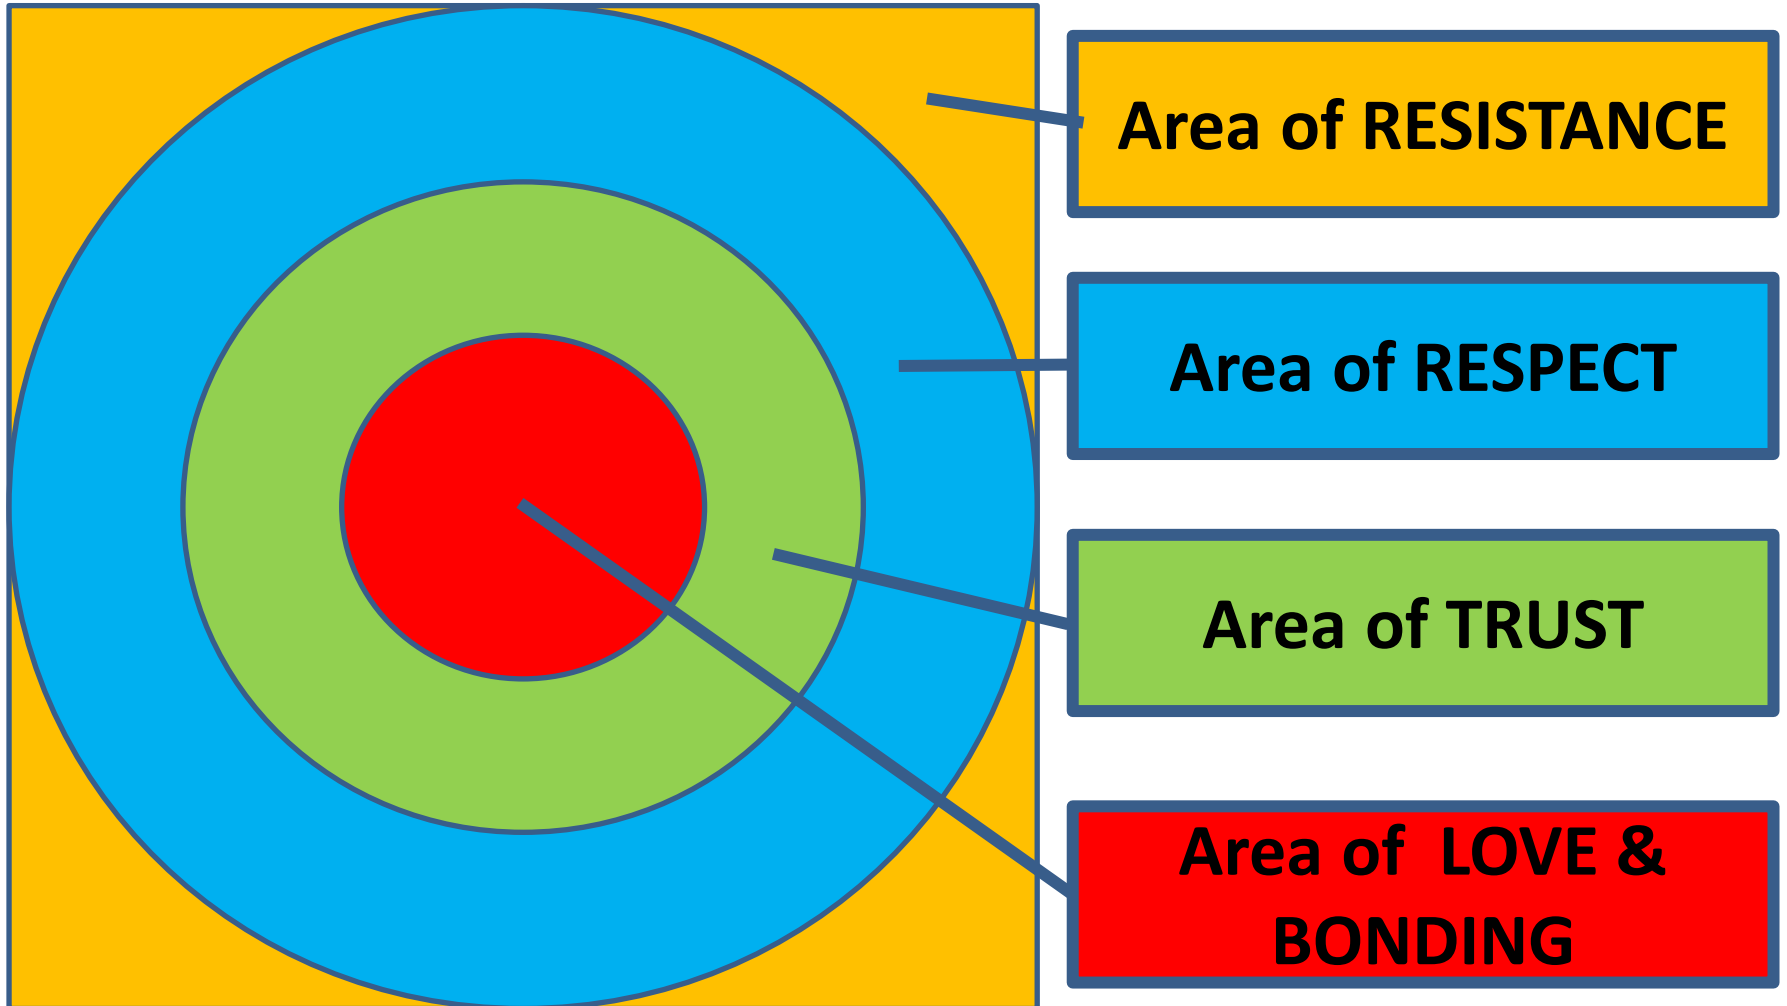 Area of RESISTANCE
Area of RESPECT
Area of TRUST
Area of  LOVE &
BONDING